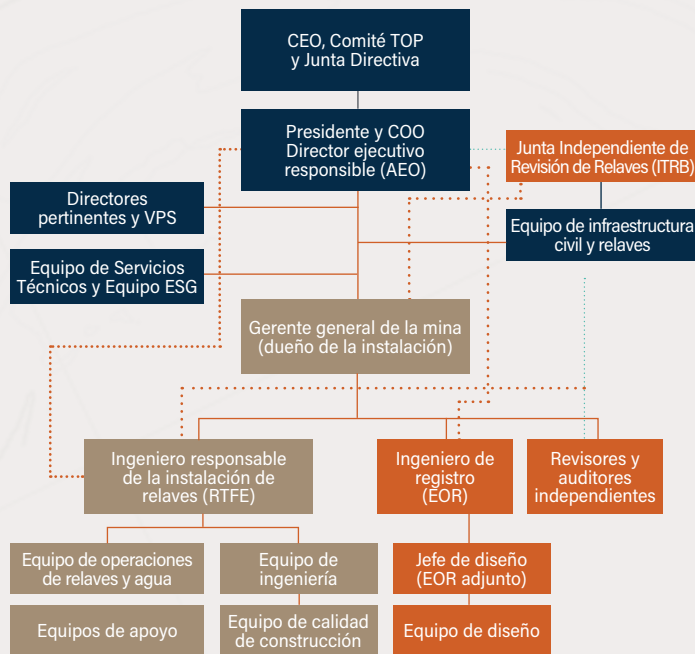 CEO, Comité TOP
y Junta Directiva
Presidente y COO
Director ejecutivo
responsible (AEO)
Junta Independiente de
Revisión de Relaves (ITRB)
Directores
pertinentes y VPS
Equipo de infraestructura
civil y relaves
Equipo de Servicios
Técnicos y Equipo ESG
Gerente general de la mina
(dueño de la instalación)
Ingeniero responsable
de la instalación de
relaves (RTFE)
Ingeniero de
registro
(EOR)
Revisores y
auditores
independientes
Equipo de operaciones
de relaves y agua
Equipo de
ingeniería
Jefe de diseño
(EOR adjunto)
Equipos de apoyo
Equipo de calidad
de construcción
Equipo de diseño